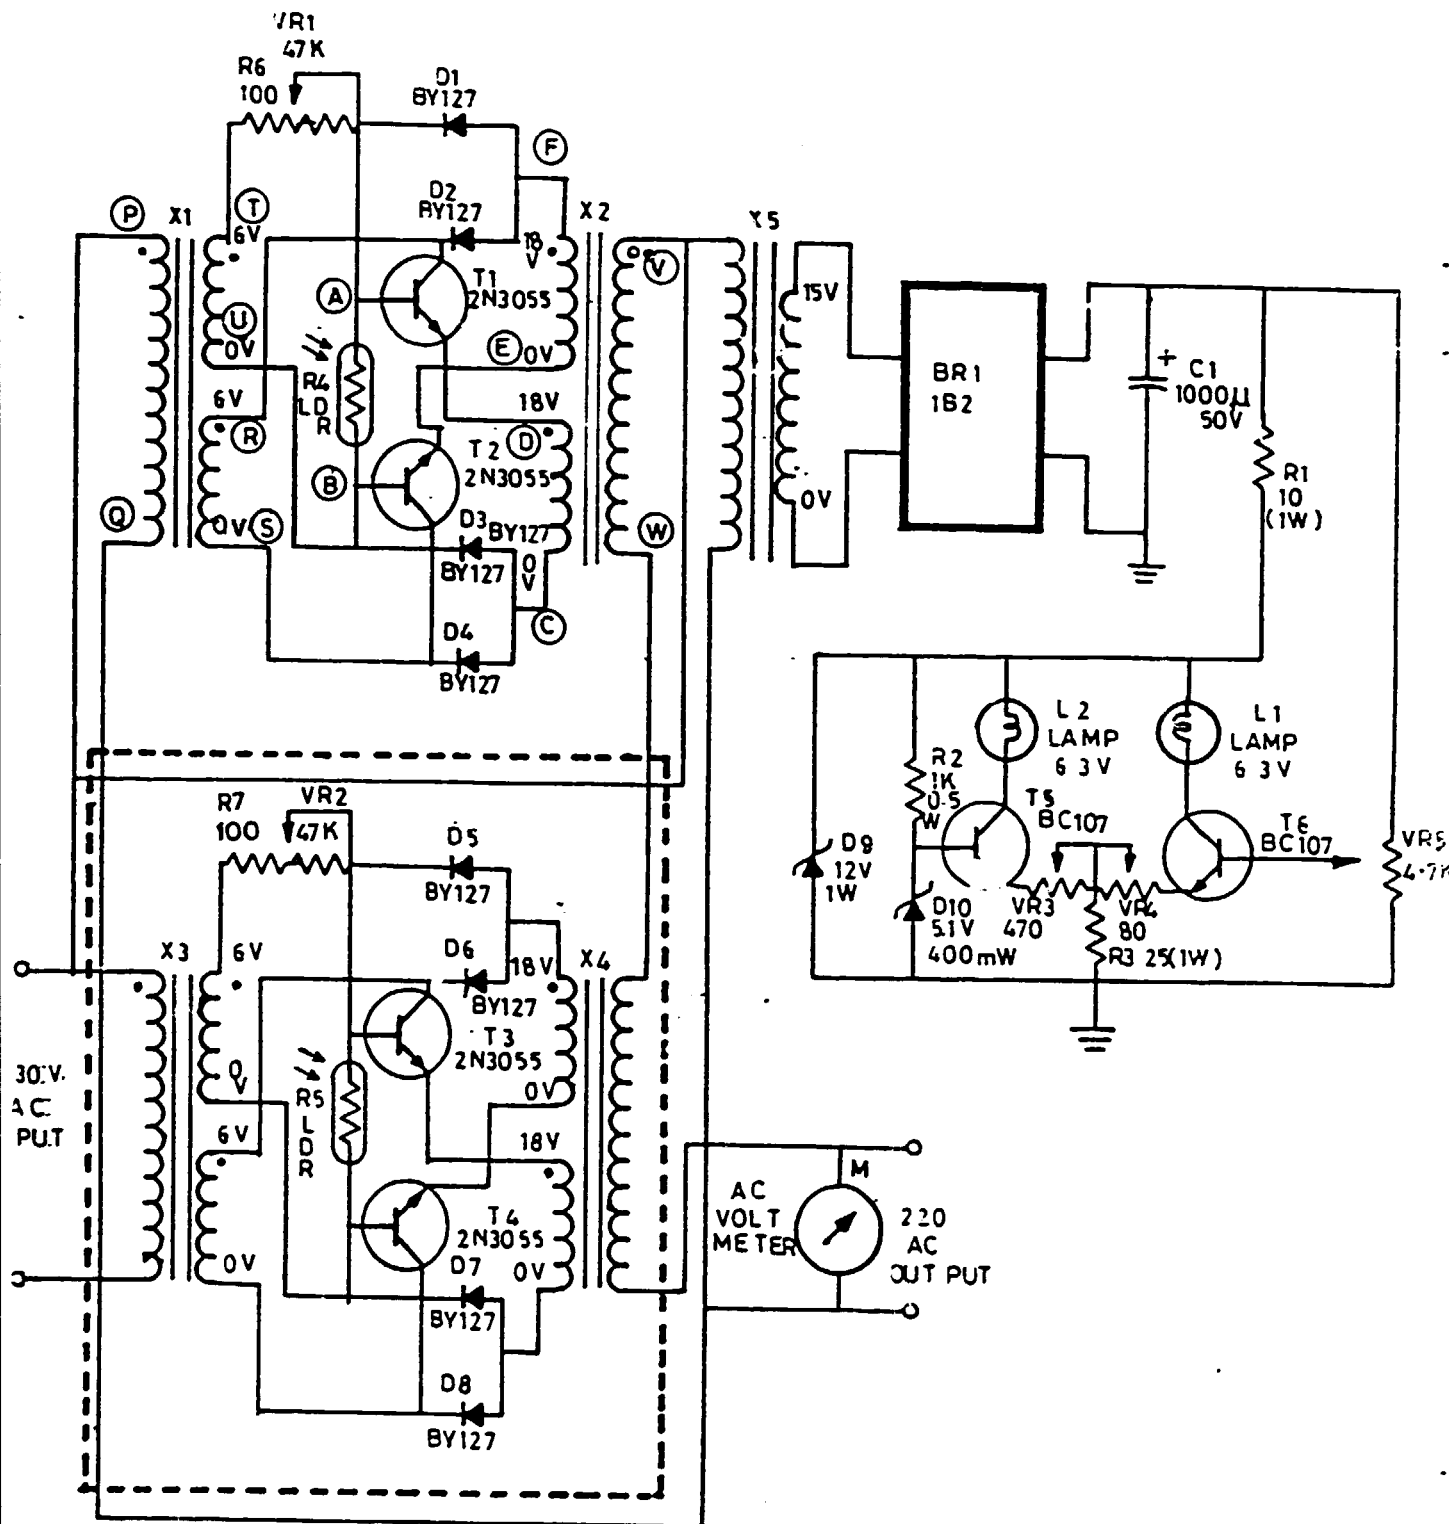 VR1
47K
R6
100
D1
BY127
F
P
X1
T
6V
D2
BY127
X2
18
V
V
X5
A
T1
2N3055
U
0V
E
0V
15V
R4
LD
R
6V
R
18V
D
T2
2N3055
B
Q
0V
S
D3
BY127
BY127
0
V
W
C
D4
BY127
BR1
1B2
0V
+
C1
1000µ
50V
R1
10
(1W)
L2
LAMP
6 3V
L1
LAMP
6 3V
R2
1K
0.5
W
T5
BC107
T6
BC107
VR5
D9
12V
1W
D10
5.1V
400mW
VR3
470
VR4
80
R3 25(1W)
R7
100
VR2
47K
D5
BY127
X3
6V
D6
BY127
18V
X4
T3
2N3055
0V
0V
R5
L
D
R
6V
18V
T4
2N3055
0V
0V
D7
BY127
D8
BY127
30V.
AC
PUT
AC
VOLT
METER
M
220
AC
OUT PUT